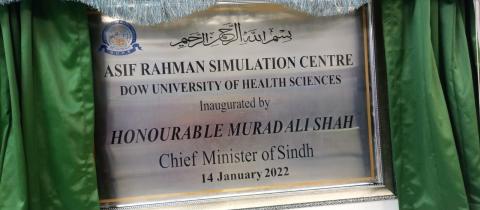 بسم الله الرحمن الرحيم
ASIF RAHMAN SIMULATION CENTRE
DOW UNIVERSITY OF HEALTH SCIENCES
Inaugurated by
HONOURABLE MURAD ALI SHAH
Chief Minister of Sindh
14 January 2022